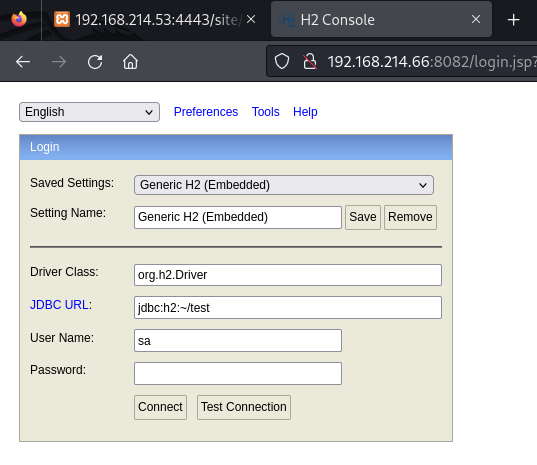 192.168.214.53:4443/site/
H2 Console
192.168.214.66:8082/login.jsp?
English Preferences Tools Help
Login
Saved Settings: Generic H2 (Embedded)
Setting Name: Generic H2 (Embedded) Save Remove
Driver Class: org.h2.Driver
JDBC URL: jdbc:h2:~/test
User Name: sa
Password:
Connect Test Connection